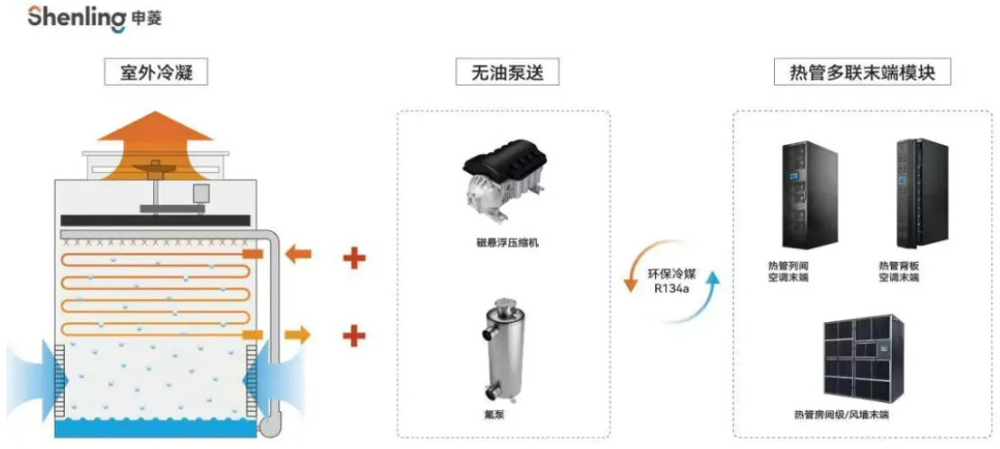 Shenling 申菱
室外冷凝
无油泵送
热管多联末端模块
磁悬浮压缩机
氟泵
环保冷媒
R134a
热管列间
空调末端
热管背板
空调末端
热管房间级/风墙末端